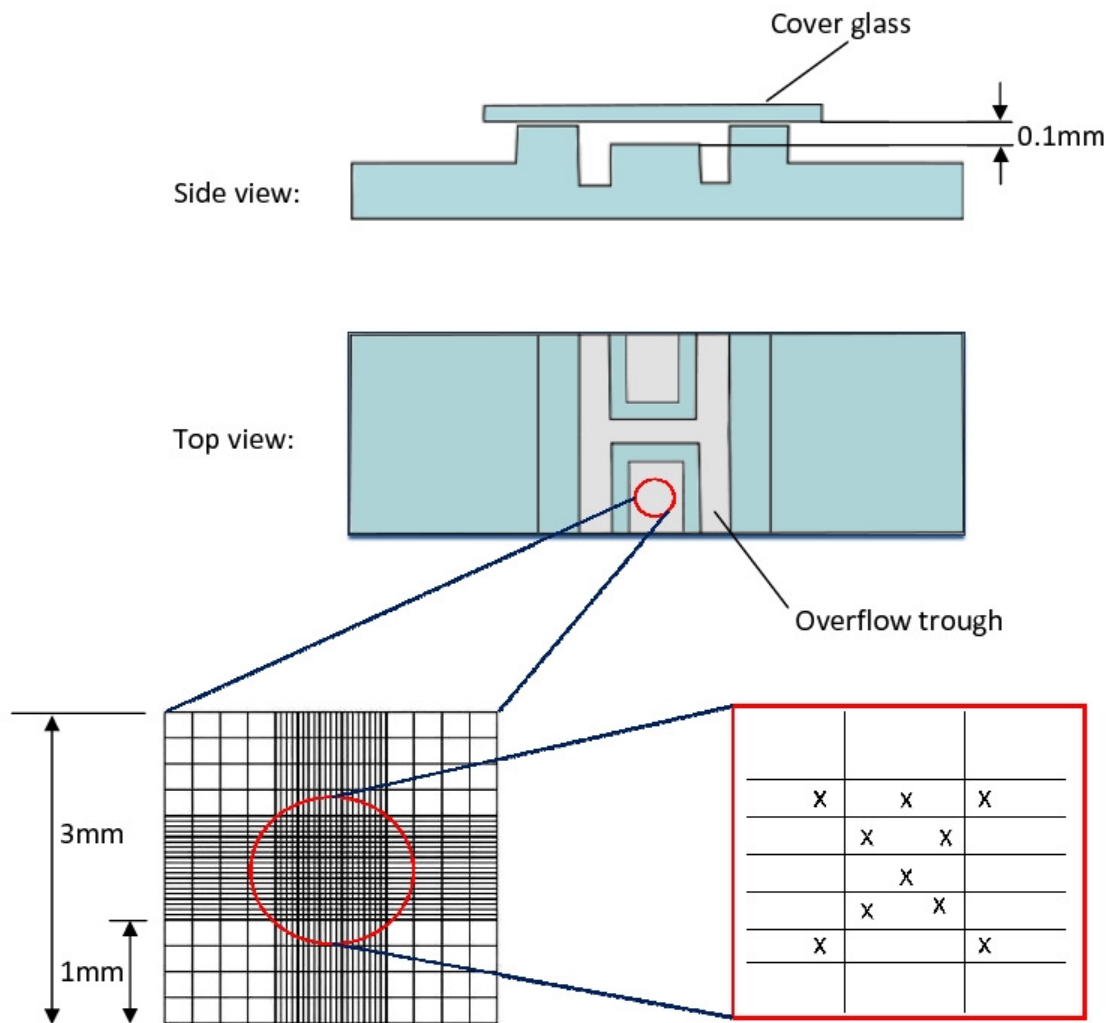 Cover glass
0.1mm
Side view:
Top view:
Overflow trough
3mm
1mm
X X X
X X
X
X X
X X